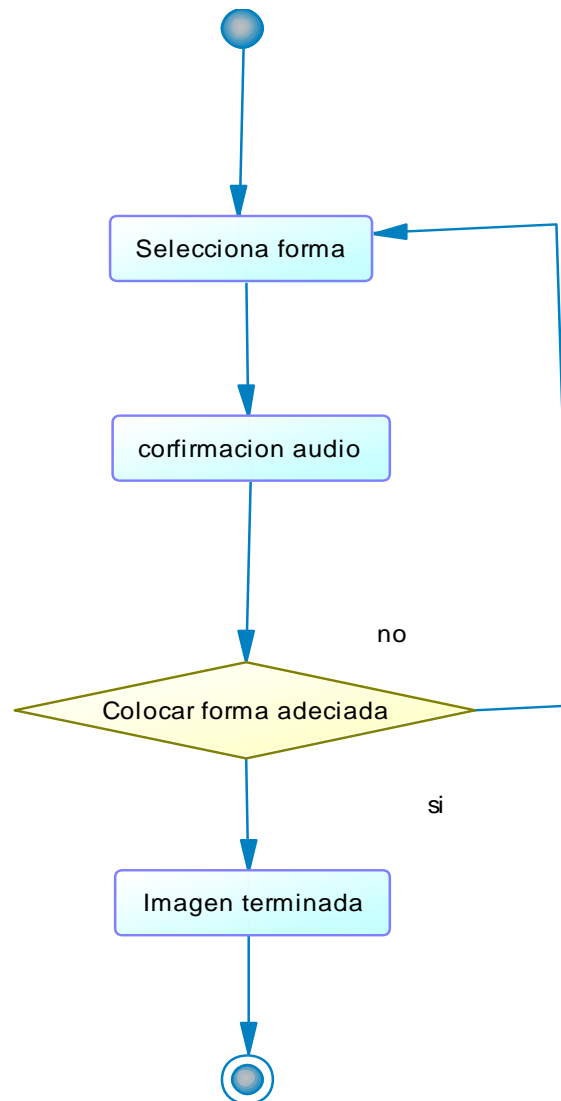 Selecciona forma
corfirmacion audio
no
Colocar forma adeciada
si
Imagen terminada